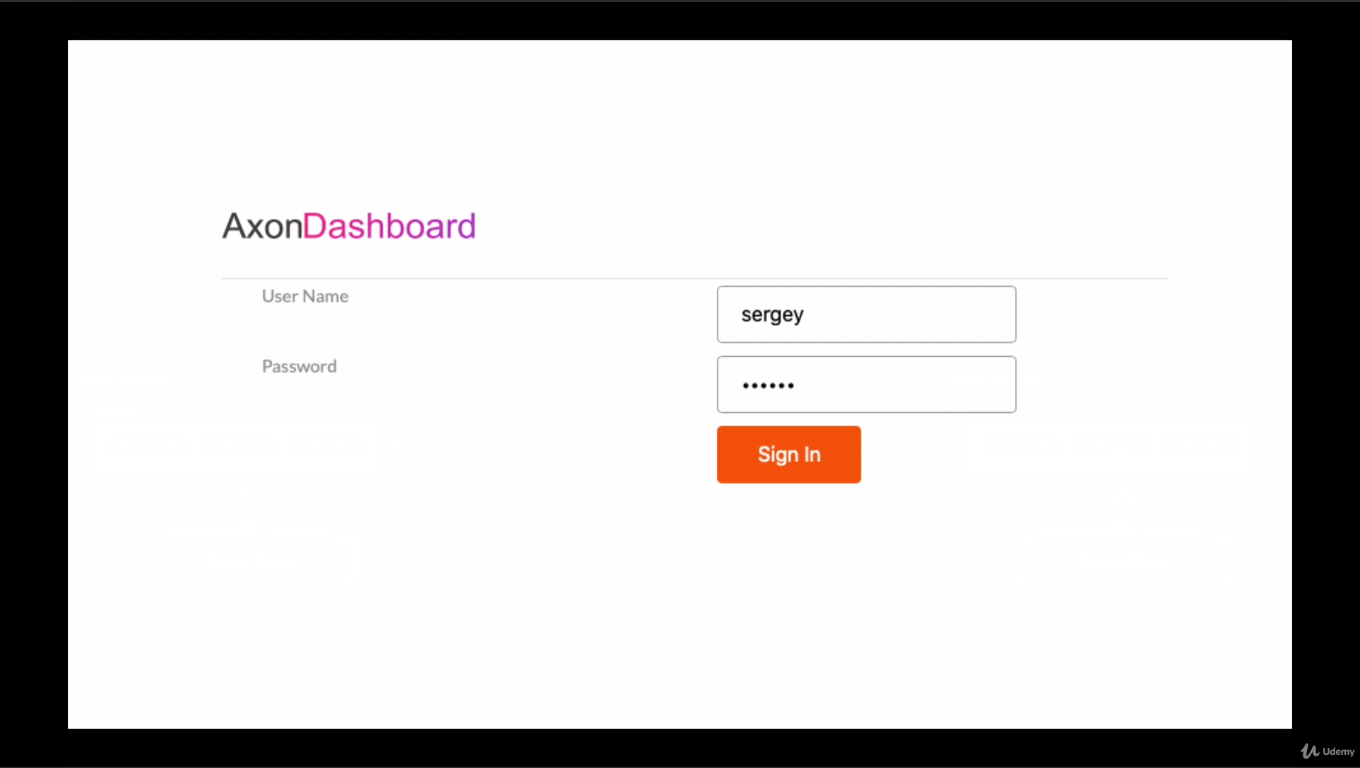 AxonDashboard
User Name
sergey
Password
••••••
Sign In
Udemy